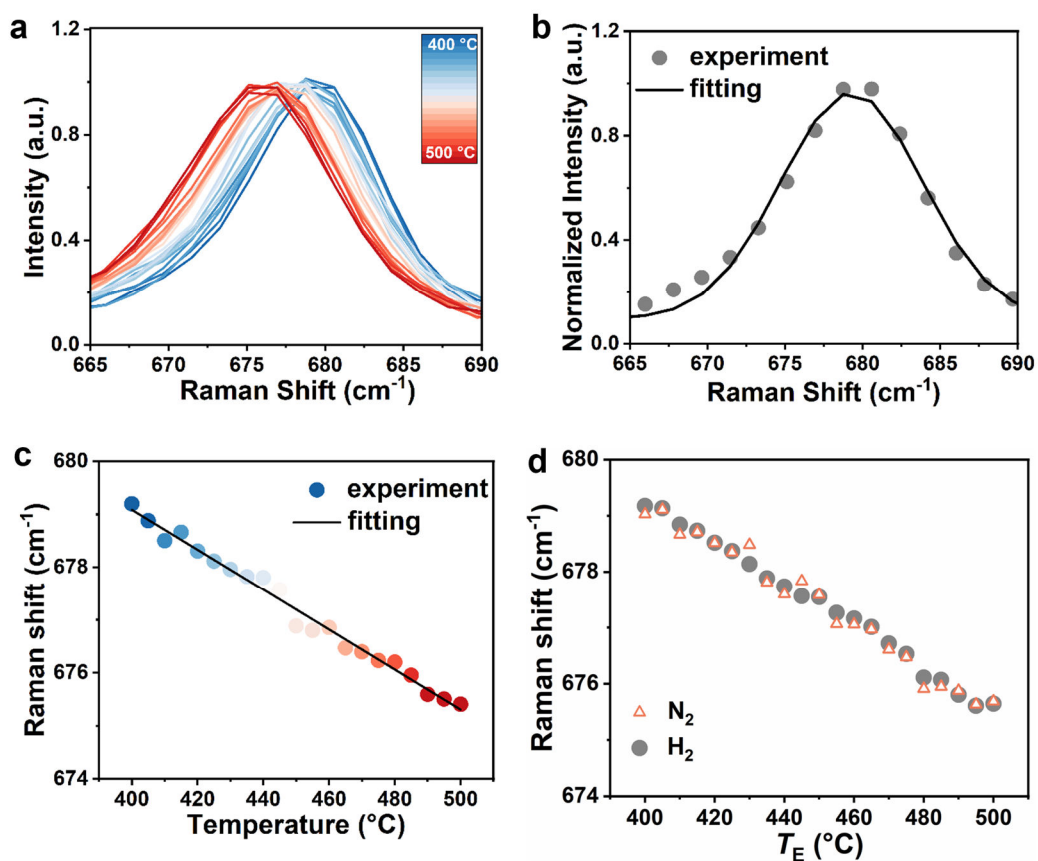 a
1.2
0.8
0.4
0.0
Intensity (a.u.)
400 °C
500 °C
665 670 675 680 685 690
Raman Shift (cm⁻¹)
b
1.2
0.8
0.4
0.0
Normalized Intensity (a.u.)
experiment
fitting
665 670 675 680 685 690
Raman Shift (cm⁻¹)
c
680
678
676
674
Raman shift (cm⁻¹)
experiment
fitting
400 420 440 460 480 500
Temperature (°C)
d
680
678
676
674
Raman shift (cm⁻¹)
N₂
H₂
400 420 440 460 480 500
T_E (°C)